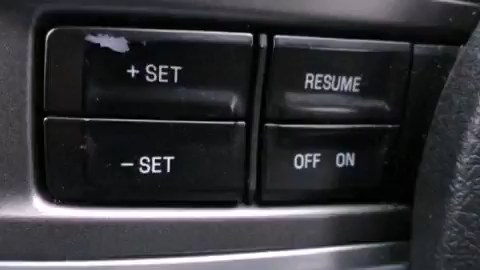 + SET
RESUME
- SET
OFF ON